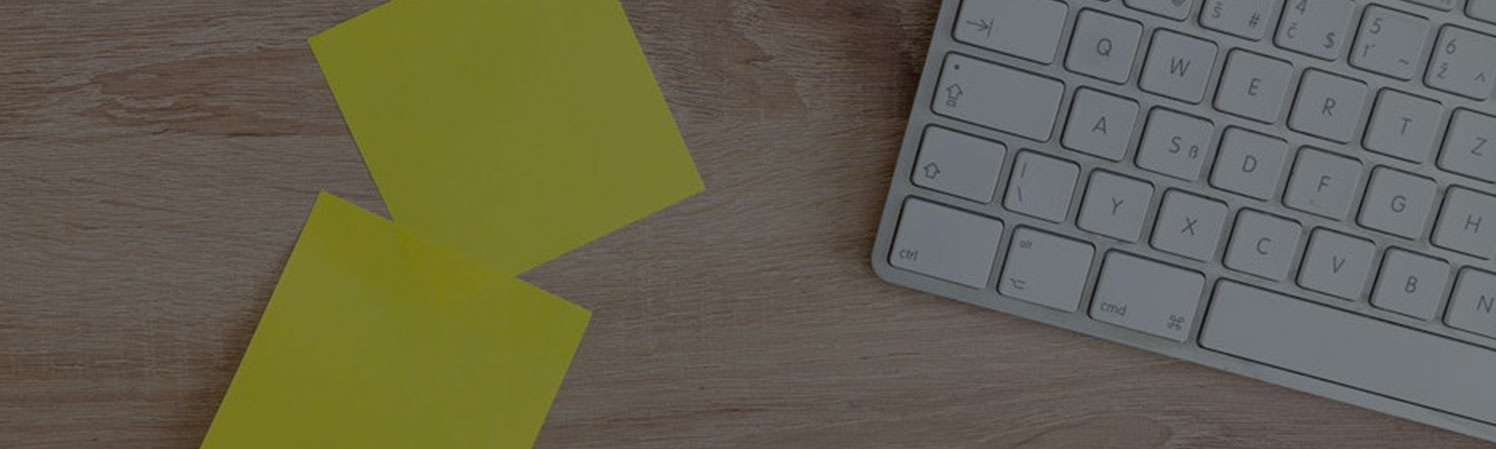 Š # 4 Č $ 5 ř ~ 6 ž ^
Q W E R T Z
A S ß D F G H
| \ Y X C V B N
ctrl alt cmd ⌘